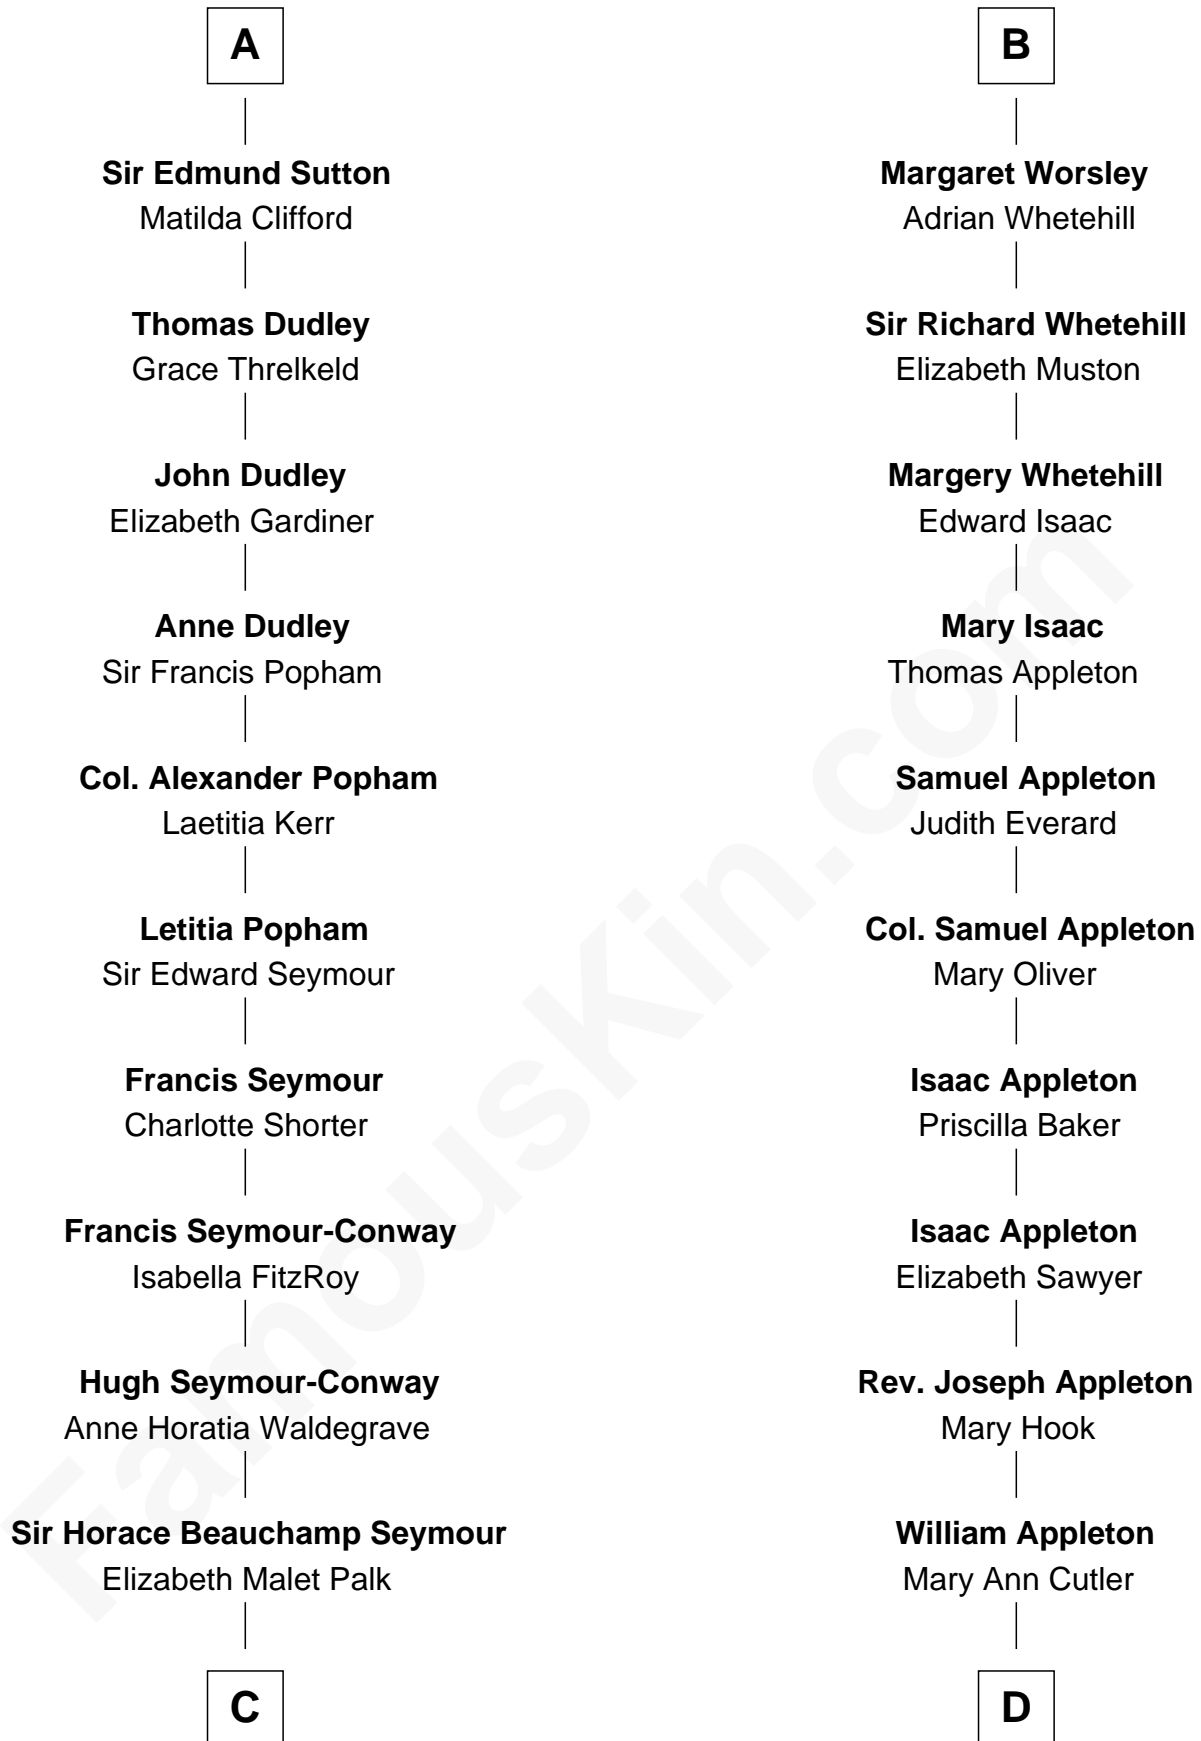 A
Sir Edmund Sutton
Matilda Clifford
Thomas Dudley
Grace Threlkeld
John Dudley
Elizabeth Gardiner
Anne Dudley
Sir Francis Popham
Col. Alexander Popham
Laetitia Kerr
Letitia Popham
Sir Edward Seymour
Francis Seymour
Charlotte Shorter
Francis Seymour-Conway
Isabella FitzRoy
Hugh Seymour-Conway
Anne Horatia Waldegrave
Sir Horace Beauchamp Seymour
Elizabeth Malet Palk
C
B
Margaret Worsley
Adrian Whetehill
Sir Richard Whetehill
Elizabeth Muston
Margery Whetehill
Edward Isaac
Mary Isaac
Thomas Appleton
Samuel Appleton
Judith Everard
Col. Samuel Appleton
Mary Oliver
Isaac Appleton
Priscilla Baker
Isaac Appleton
Elizabeth Sawyer
Rev. Joseph Appleton
Mary Hook
William Appleton
Mary Ann Cutler
D
FamousKin.com